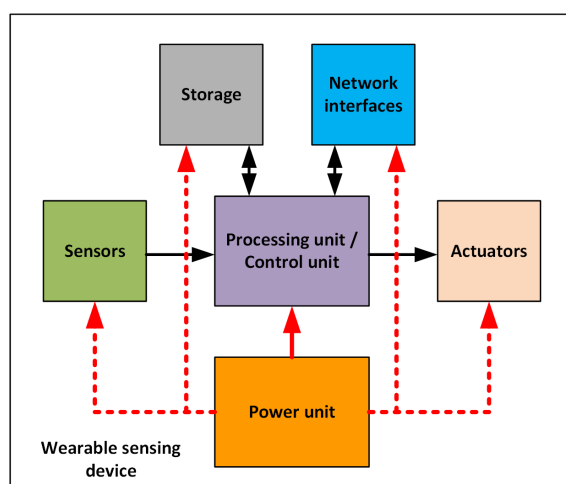 Storage
Network
interfaces
Sensors
Processing unit /
Control unit
Actuators
Power unit
Wearable sensing
device